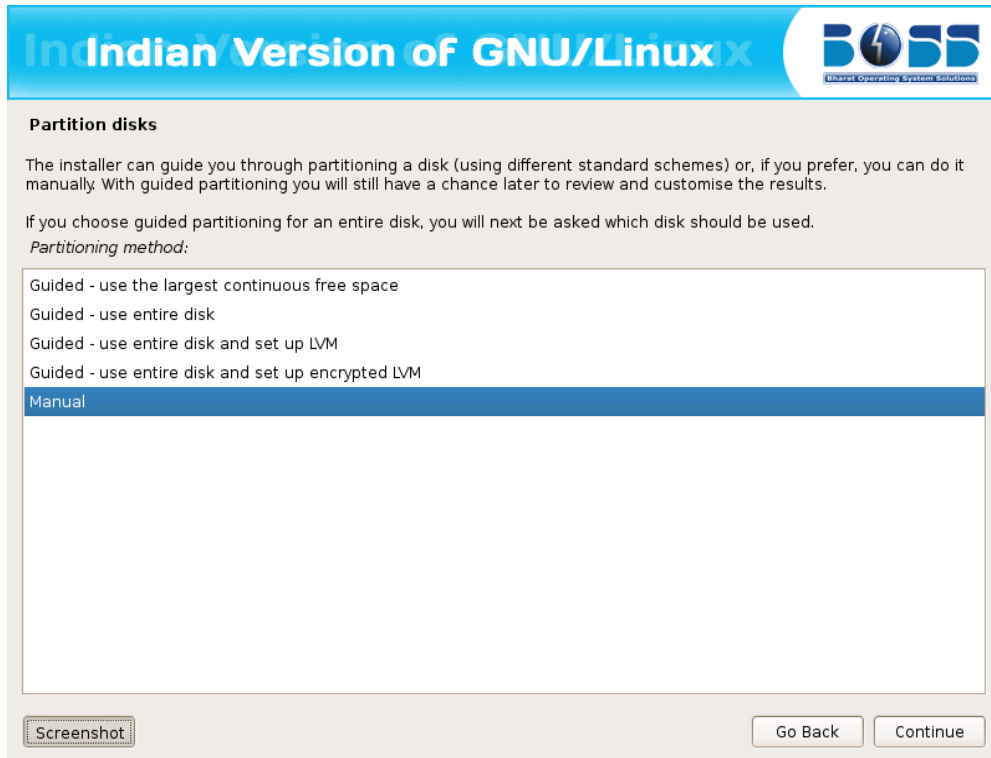 Indian Version of GNU/Linux
BOSS
Bharat Operating System Solutions
Partition disks
The installer can guide you through partitioning a disk (using different standard schemes) or, if you prefer, you can do it
manually. With guided partitioning you will still have a chance later to review and customise the results.
If you choose guided partitioning for an entire disk, you will next be asked which disk should be used.
Partitioning method:
Guided - use the largest continuous free space
Guided - use entire disk
Guided - use entire disk and set up LVM
Guided - use entire disk and set up encrypted LVM
Manual
Screenshot
Go Back
Continue